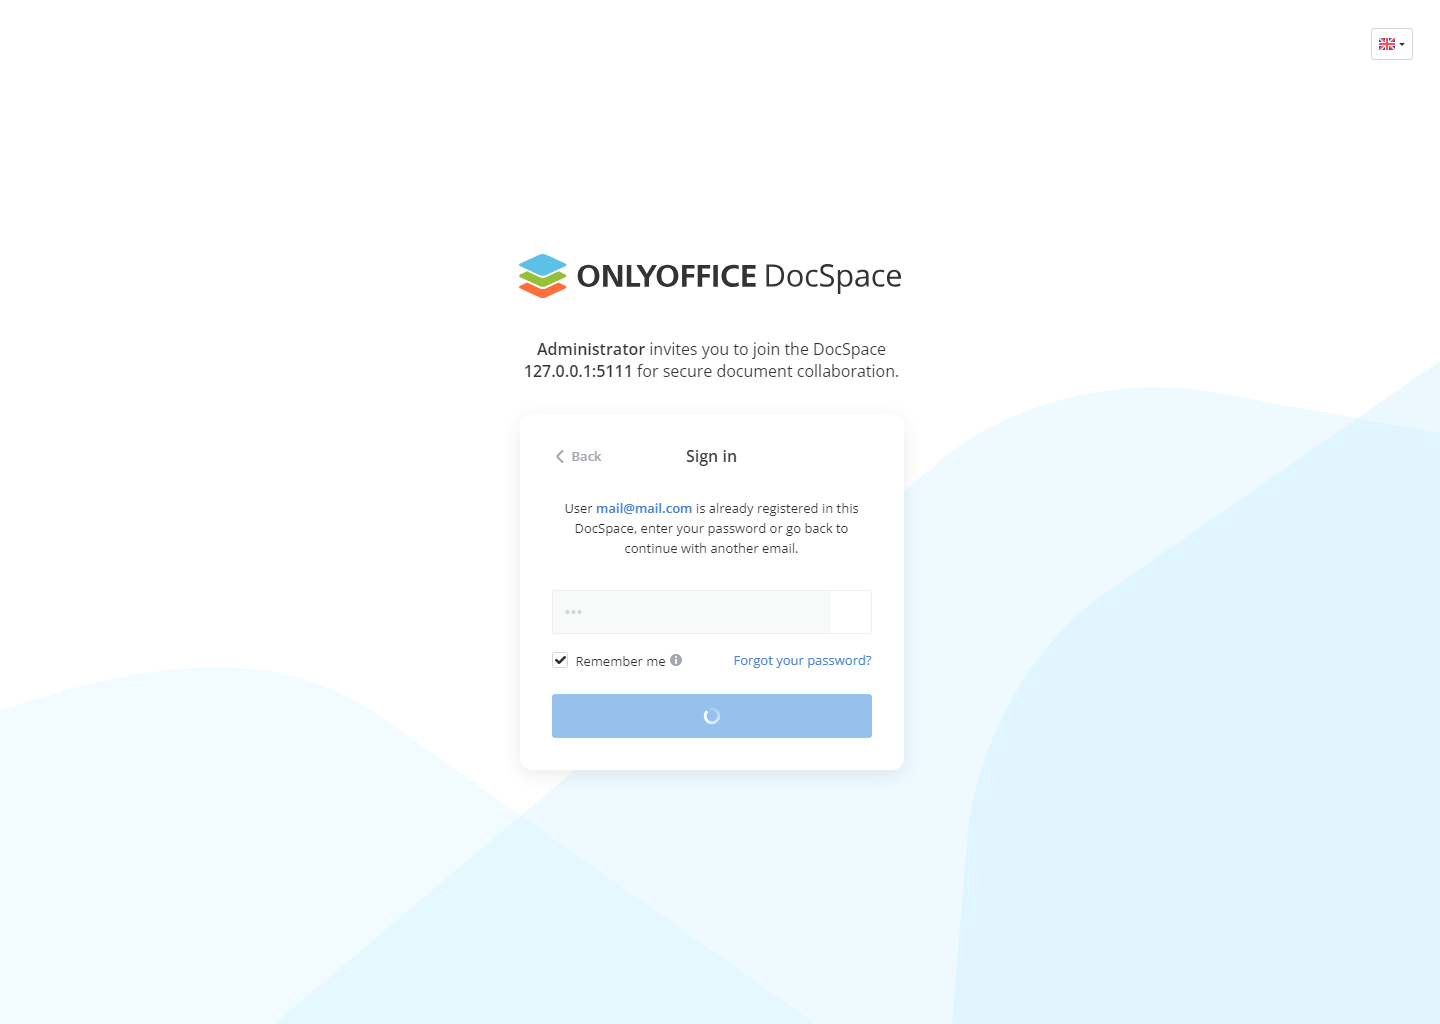 ONLYOFFICE DocSpace
Administrator invites you to join the DocSpace
127.0.0.1:5111 for secure document collaboration.
Back
Sign in
User mail@mail.com is already registered in this
DocSpace, enter your password or go back to
continue with another email.
•••
Remember me
Forgot your password?